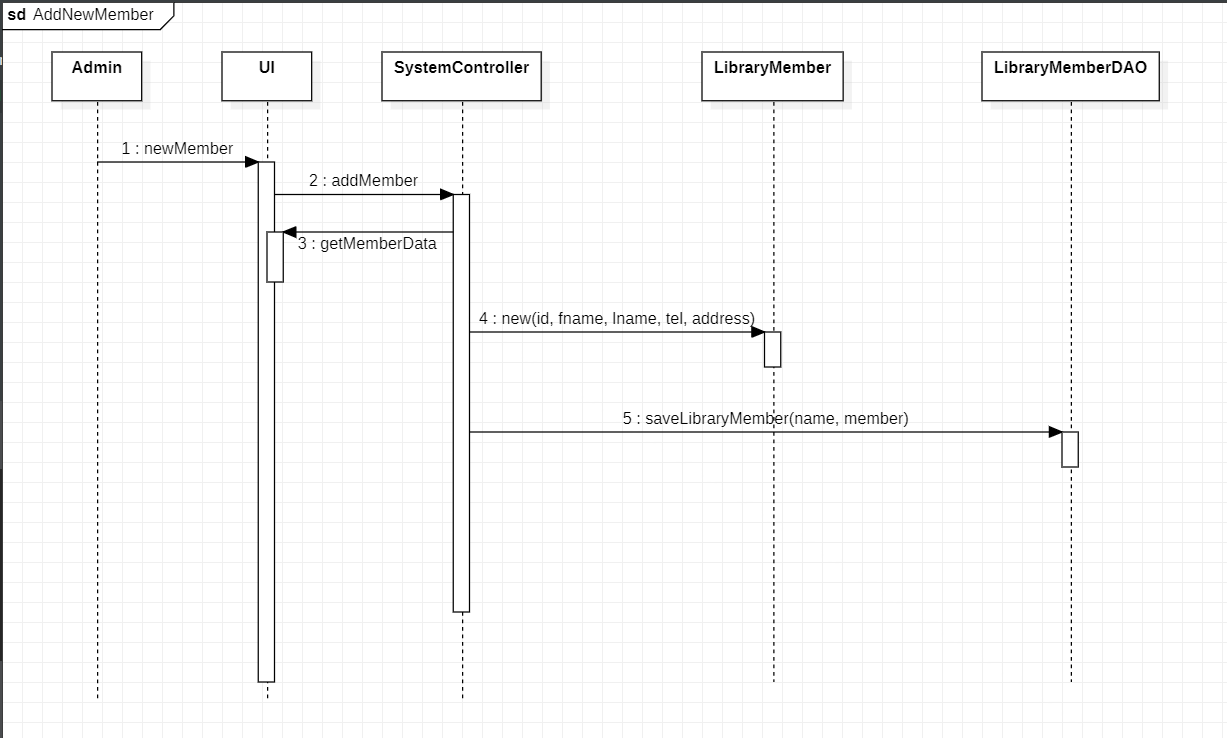 sd AddNewMember
Admin
UI
SystemController
LibraryMember
LibraryMemberDAO
1 : newMember
2 : addMember
3 : getMemberData
4 : new(id, fname, lname, tel, address)
5 : saveLibraryMember(name, member)